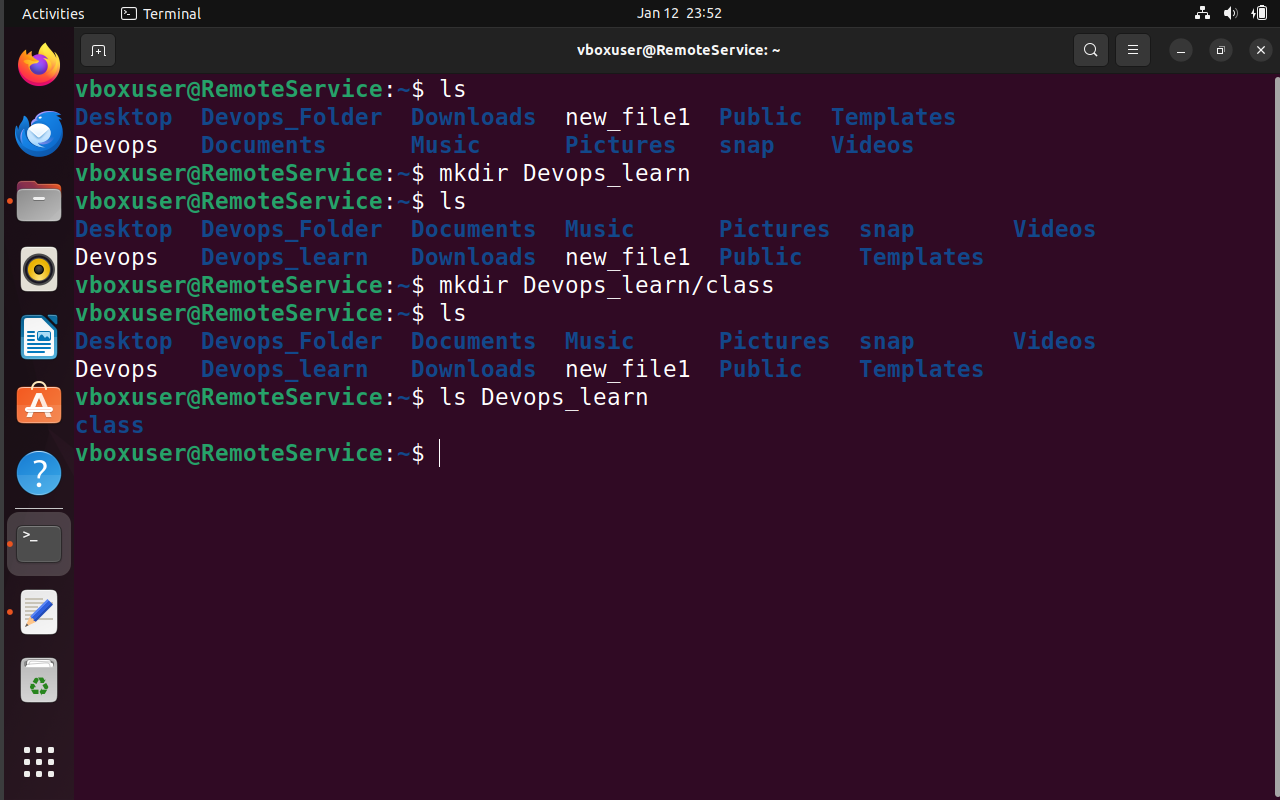 Activities Terminal Jan 12 23:52
vboxuser@RemoteService: ~
vboxuser@RemoteService:~$ ls
Desktop Devops_Folder Downloads new_file1 Public Templates
Devops Documents Music Pictures snap Videos
vboxuser@RemoteService:~$ mkdir Devops_learn
vboxuser@RemoteService:~$ ls
Desktop Devops_Folder Documents Music Pictures snap Videos
Devops Devops_learn Downloads new_file1 Public Templates
vboxuser@RemoteService:~$ mkdir Devops_learn/class
vboxuser@RemoteService:~$ ls
Desktop Devops_Folder Documents Music Pictures snap Videos
Devops Devops_learn Downloads new_file1 Public Templates
vboxuser@RemoteService:~$ ls Devops_learn
class
vboxuser@RemoteService:~$